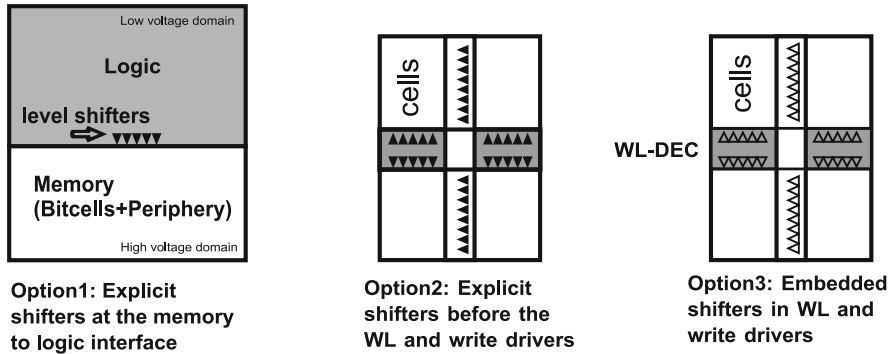 Low voltage domain
Logic
level shifters
Memory
(Bitcells+Periphery)
High voltage domain
Option1: Explicit
shifters at the memory
to logic interface
cells
Option2: Explicit
shifters before the
WL and write drivers
cells
WL-DEC
Option3: Embedded
shifters in WL and
write drivers